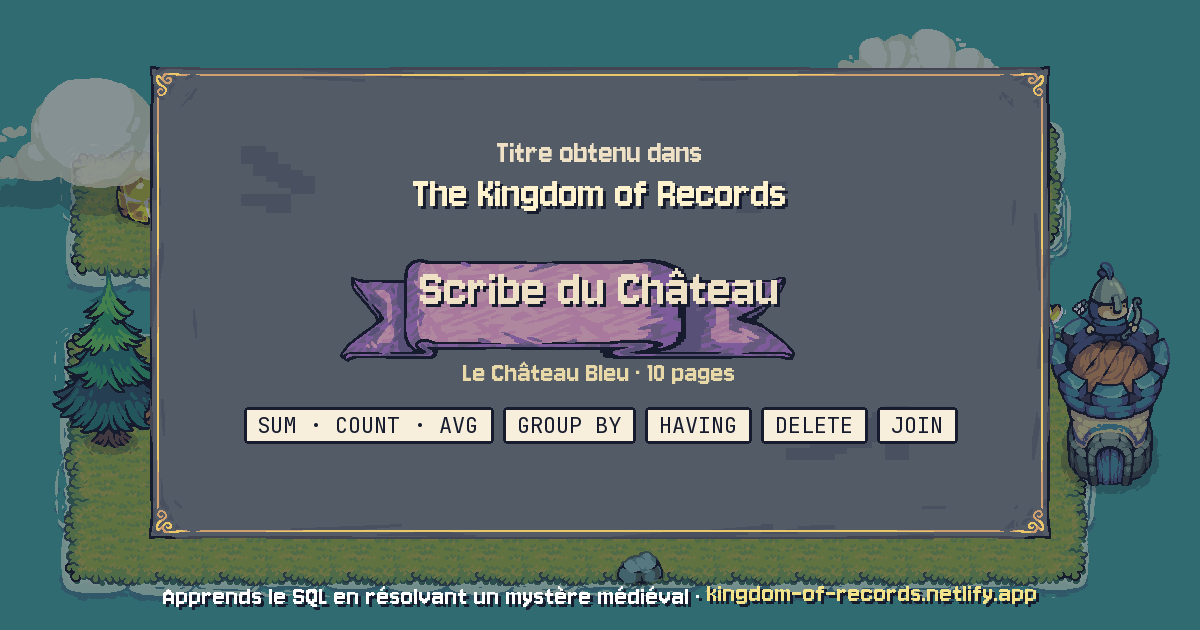 Titre obtenu dans
The Kingdom of Records
Scribe du Château
Le Château Bleu · 10 pages
SUM · COUNT · AVG GROUP BY HAVING DELETE JOIN
Apprends le SQL en résolvant un mystère médiéval · kingdom-of-records.netlify.app